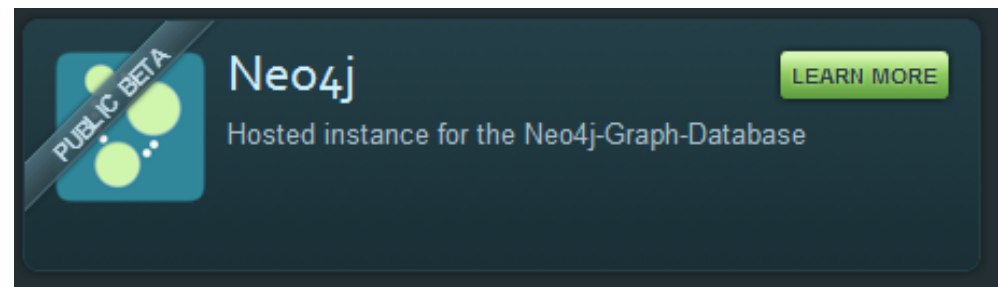 PUBLIC BETA
Neo4j
LEARN MORE
Hosted instance for the Neo4j-Graph-Database